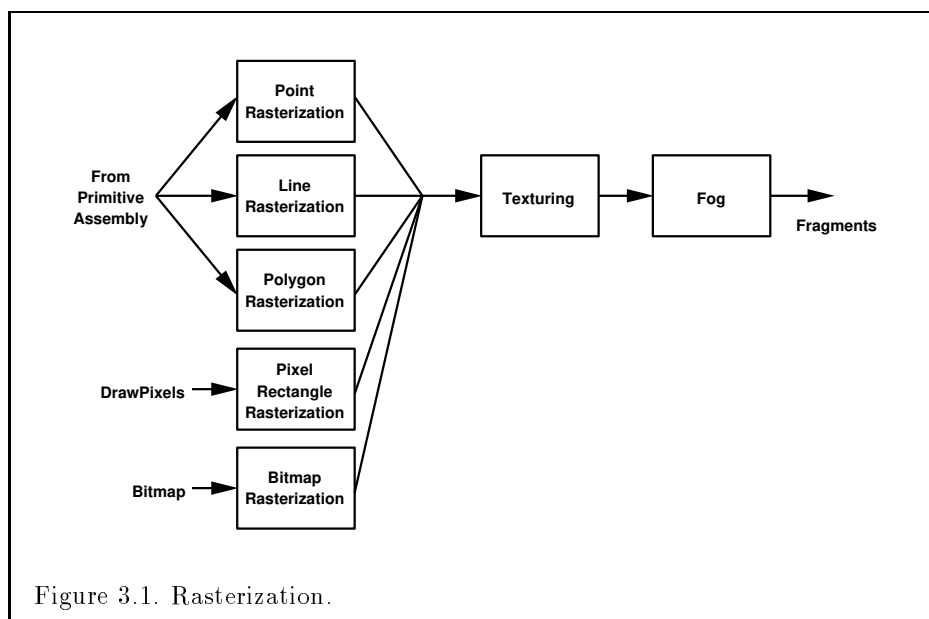 Point
Rasterization
From
Primitive
Assembly
Line
Rasterization
Texturing
Fog
Fragments
Polygon
Rasterization
DrawPixels
Pixel
Rectangle
Rasterization
Bitmap
Bitmap
Rasterization
Figure 3.1. Rasterization.